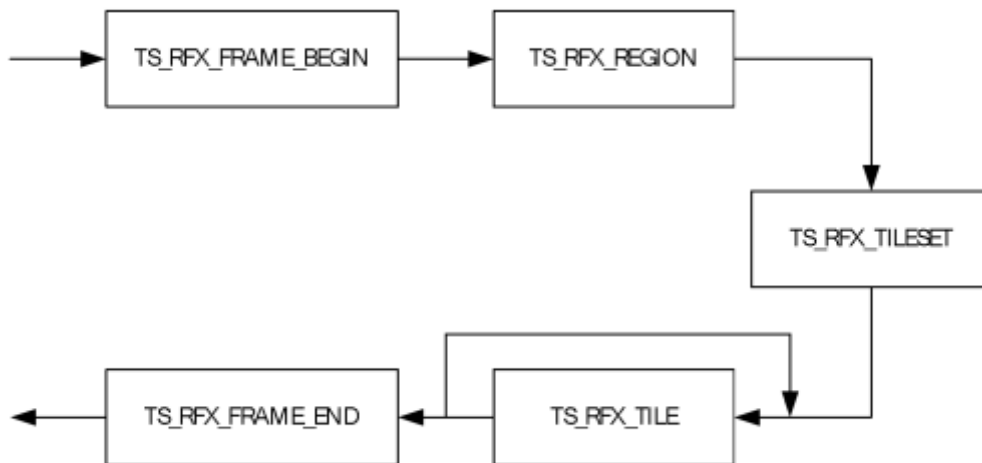 TS_RFX_FRAME_BEGIN
TS_RFX_REGION
TS_RFX_TILESET
TS_RFX_TILE
TS_RFX_FRAME_END